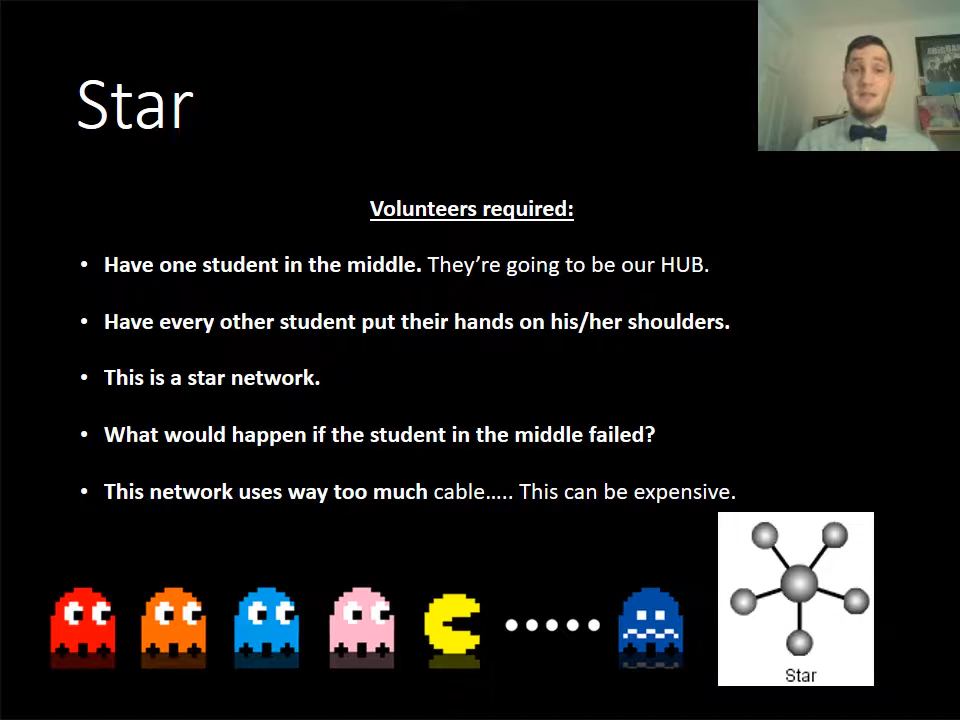 Star
Volunteers required:
• Have one student in the middle. They’re going to be our HUB.
• Have every other student put their hands on his/her shoulders.
• This is a star network.
• What would happen if the student in the middle failed?
• This network uses way too much cable….. This can be expensive.
Star